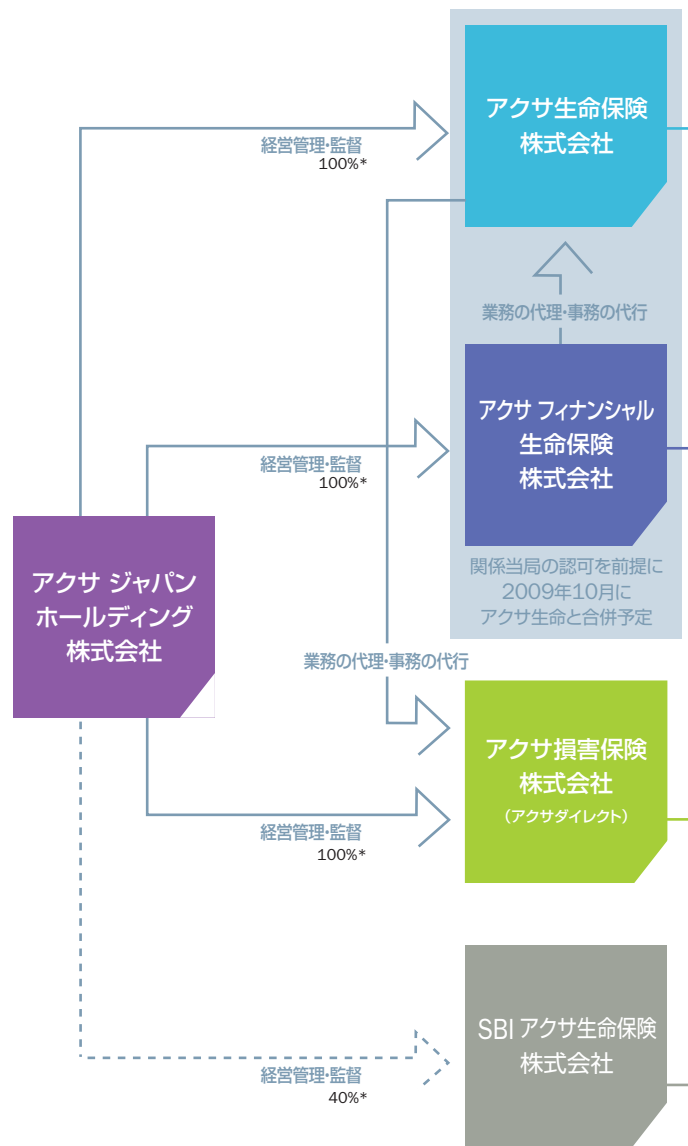 アクサ生命保険
株式会社
経営管理・監督
100%*
業務の代理・事務の代行
アクサ フィナンシャル
生命保険
株式会社
経営管理・監督
100%*
関係当局の認可を前提に
2009年10月に
アクサ生命と合併予定
アクサ ジャパン
ホールディング
株式会社
業務の代理・事務の代行
アクサ損害保険
株式会社
（アクサダイレクト）
経営管理・監督
100%*
SBI アクサ生命保険
株式会社
経営管理・監督
40%*